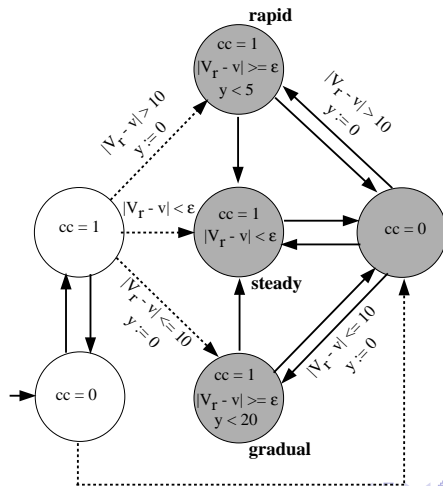 rapid
cc = 1
|Vr - v| >= ε
y < 5
|Vr - v| > 10
y := 0
|Vr - v| > 10
y := 0
cc = 1
|Vr - v| < ε
cc = 1
|Vr - v| < ε
cc = 0
steady
|Vr - v| <= 10
y := 0
|Vr - v| <= 10
y := 0
cc = 0
cc = 1
|Vr - v| >= ε
y < 20
gradual